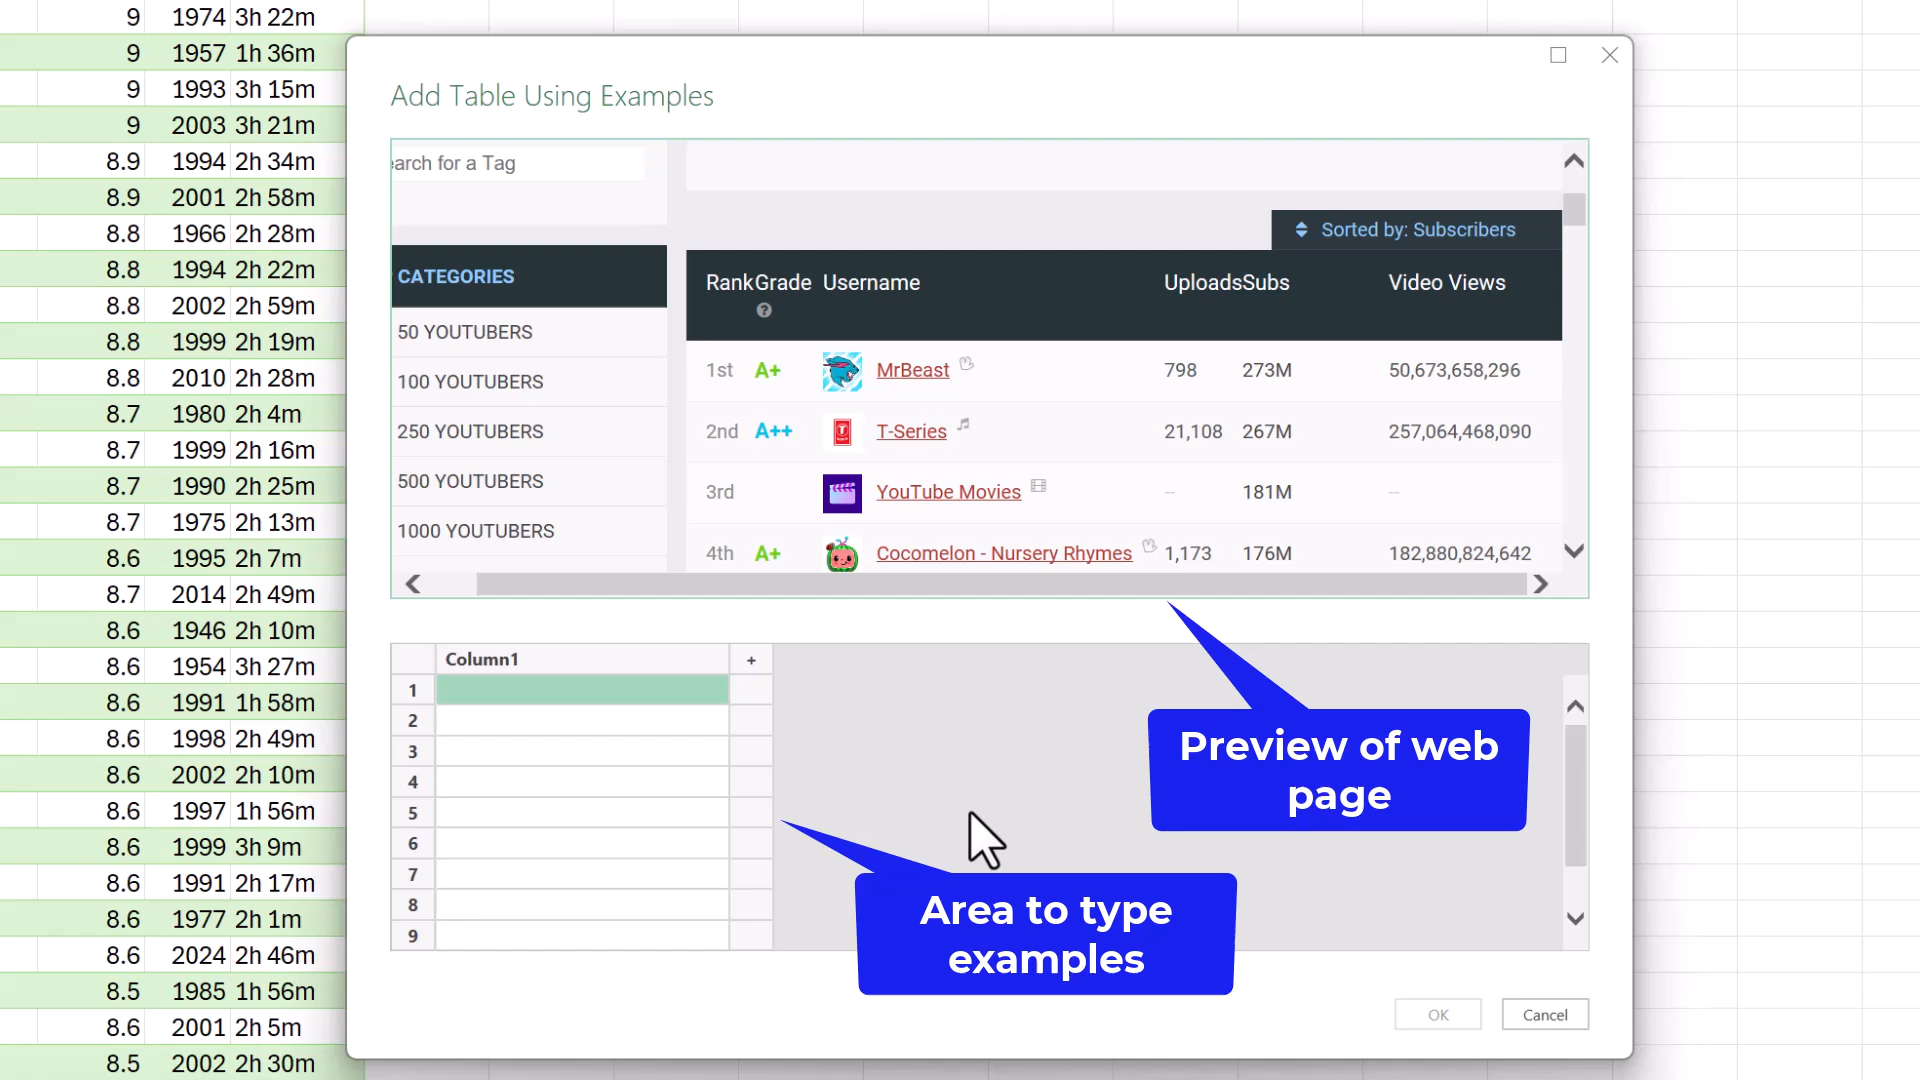 9 1974 3h 22m
9 1957 1h 36m
9 1993 3h 15m
9 2003 3h 21m
8.9 1994 2h 34m
8.9 2001 2h 58m
8.8 1966 2h 28m
8.8 1994 2h 22m
8.8 2002 2h 59m
8.8 1999 2h 19m
8.8 2010 2h 28m
8.7 1980 2h 4m
8.7 1999 2h 16m
8.7 1990 2h 25m
8.7 1975 2h 13m
8.6 1995 2h 7m
8.7 2014 2h 49m
8.6 1946 2h 10m
8.6 1954 3h 27m
8.6 1991 1h 58m
8.6 1998 2h 49m
8.6 2002 2h 10m
8.6 1997 1h 56m
8.6 1999 3h 9m
8.6 1991 2h 17m
8.6 1977 2h 1m
8.6 2024 2h 46m
8.5 1985 1h 56m
8.6 2001 2h 5m
8.5 2002 2h 30m
Add Table Using Examples
earch for a Tag
CATEGORIES
50 YOUTUBERS
100 YOUTUBERS
250 YOUTUBERS
500 YOUTUBERS
1000 YOUTUBERS
Sorted by: Subscribers
Rank Grade Username Uploads Subs Video Views
?
1st A+ MrBeast 798 273M 50,673,658,296
2nd A++ T-Series 21,108 267M 257,064,468,090
3rd YouTube Movies -- 181M --
4th A+ Cocomelon - Nursery Rhymes 1,173 176M 182,880,824,642
Column1 +
1
2
3
4
5
6
7
8
9
Preview of web
page
Area to type
examples
OK Cancel